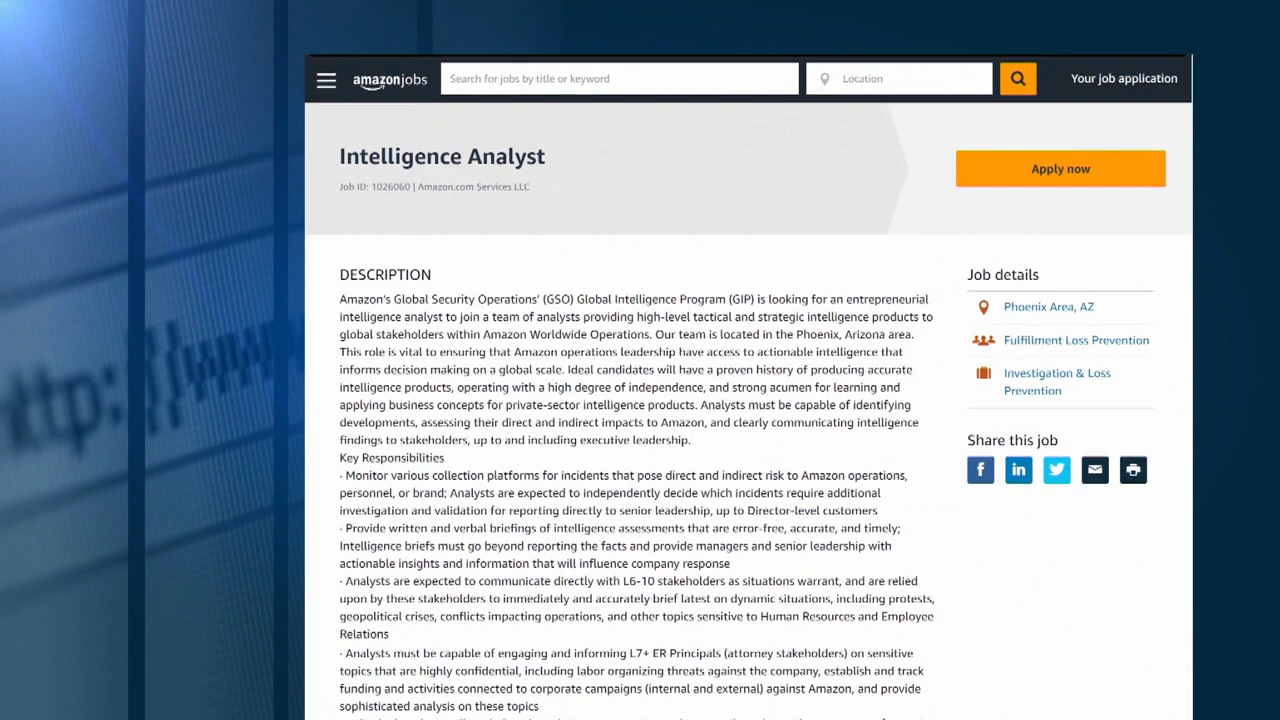 amazonjobs
Search for jobs by title or keyword
Location
Your job application
Intelligence Analyst
Job ID: 1026060 | Amazon.com Services LLC
Apply now
DESCRIPTION
Amazon's Global Security Operations' (GSO) Global Intelligence Program (GIP) is looking for an entrepreneurial
intelligence analyst to join a team of analysts providing high-level tactical and strategic intelligence products to
global stakeholders within Amazon Worldwide Operations. Our team is located in the Phoenix, Arizona area.
This role is vital to ensuring that Amazon operations leadership have access to actionable intelligence that
informs decision making on a global scale. Ideal candidates will have a proven history of producing accurate
intelligence products, operating with a high degree of independence, and strong acumen for learning and
applying business concepts for private-sector intelligence products. Analysts must be capable of identifying
developments, assessing their direct and indirect impacts to Amazon, and clearly communicating intelligence
findings to stakeholders, up to and including executive leadership.
Key Responsibilities
· Monitor various collection platforms for incidents that pose direct and indirect risk to Amazon operations,
personnel, or brand; Analysts are expected to independently decide which incidents require additional
investigation and validation for reporting directly to senior leadership, up to Director-level customers
· Provide written and verbal briefings of intelligence assessments that are error-free, accurate, and timely;
Intelligence briefs must go beyond reporting the facts and provide managers and senior leadership with
actionable insights and information that will influence company response
· Analysts are expected to communicate directly with L6-10 stakeholders as situations warrant, and are relied
upon by these stakeholders to immediately and accurately brief latest on dynamic situations, including protests,
geopolitical crises, conflicts impacting operations, and other topics sensitive to Human Resources and Employee
Relations
· Analysts must be capable of engaging and informing L7+ ER Principals (attorney stakeholders) on sensitive
topics that are highly confidential, including labor organizing threats against the company, establish and track
funding and activities connected to corporate campaigns (internal and external) against Amazon, and provide
sophisticated analysis on these topics
Job details
Phoenix Area, AZ
Fulfillment Loss Prevention
Investigation & Loss
Prevention
Share this job
http://www